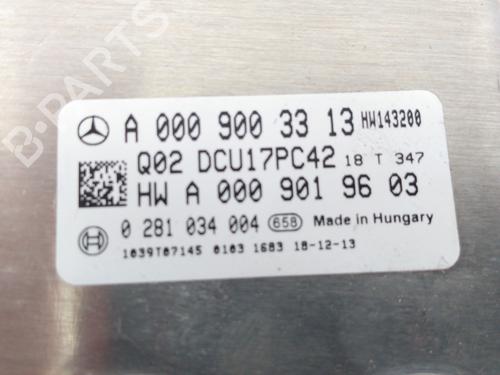 B-PARTS
A 000 900 33 13 HW143200
Q02 DCU17PC42 18 T 347
HW A 000 901 96 03
0 281 034 004 658 Made in Hungary
1039T07145 0103 1683 18-12-13